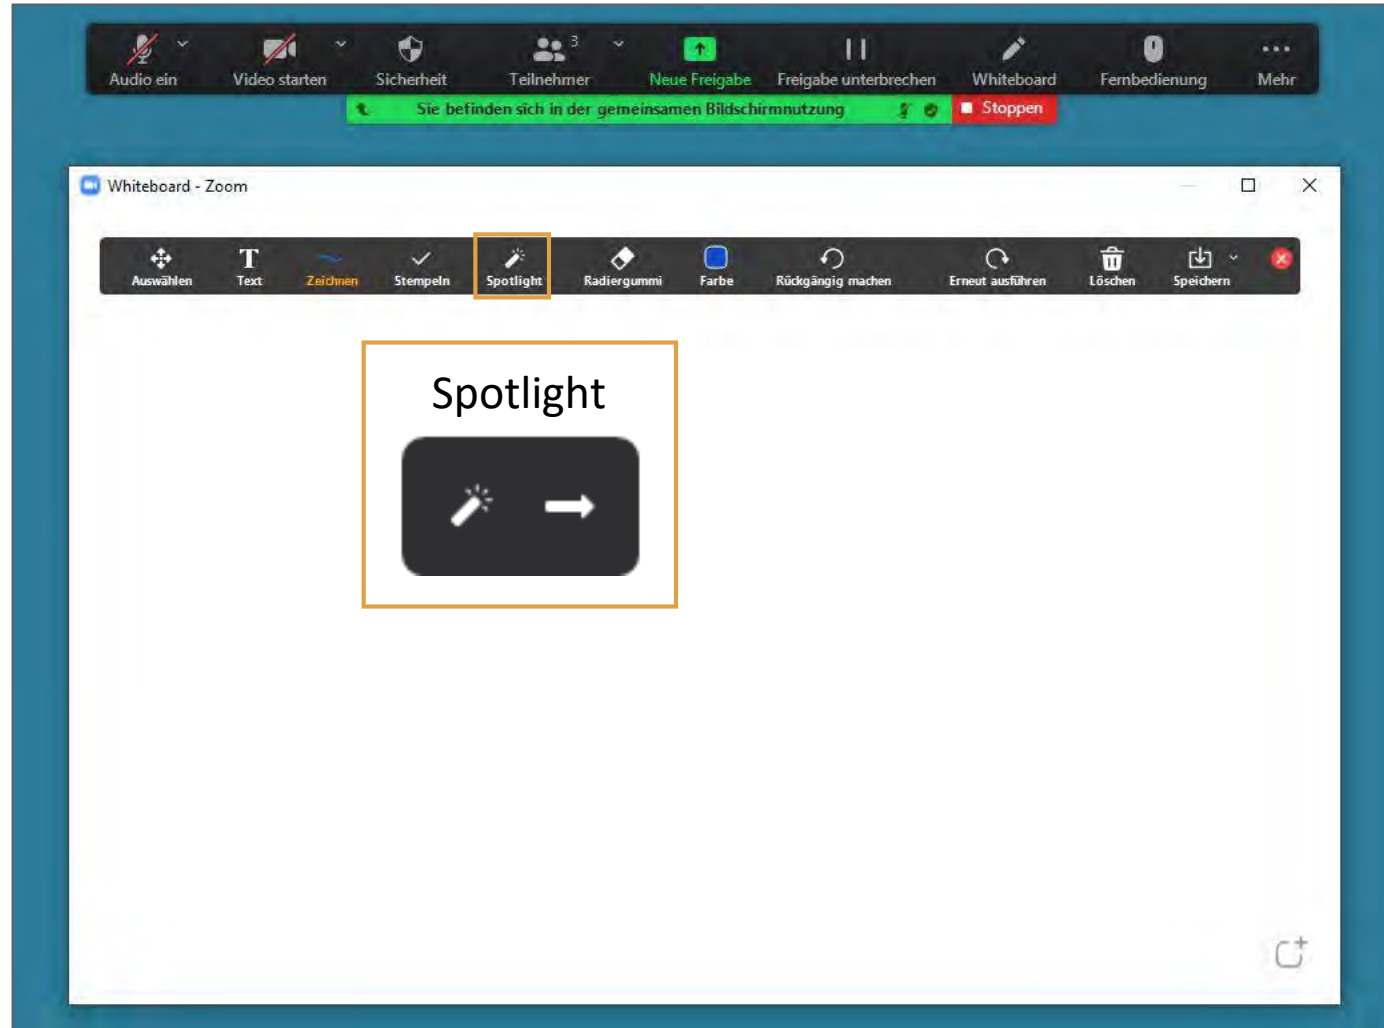 Audio ein Video starten Sicherheit Teilnehmer 3 Neue Freigabe Freigabe unterbrechen Whiteboard Fernbedienung Mehr
Sie befinden sich in der gemeinsamen Bildschirmnutzung Stoppen
Whiteboard - Zoom
Auswählen Text Zeichnen Stempeln Spotlight Radiergummi Farbe Rückgängig machen Erneut ausführen Löschen Speichern
Spotlight